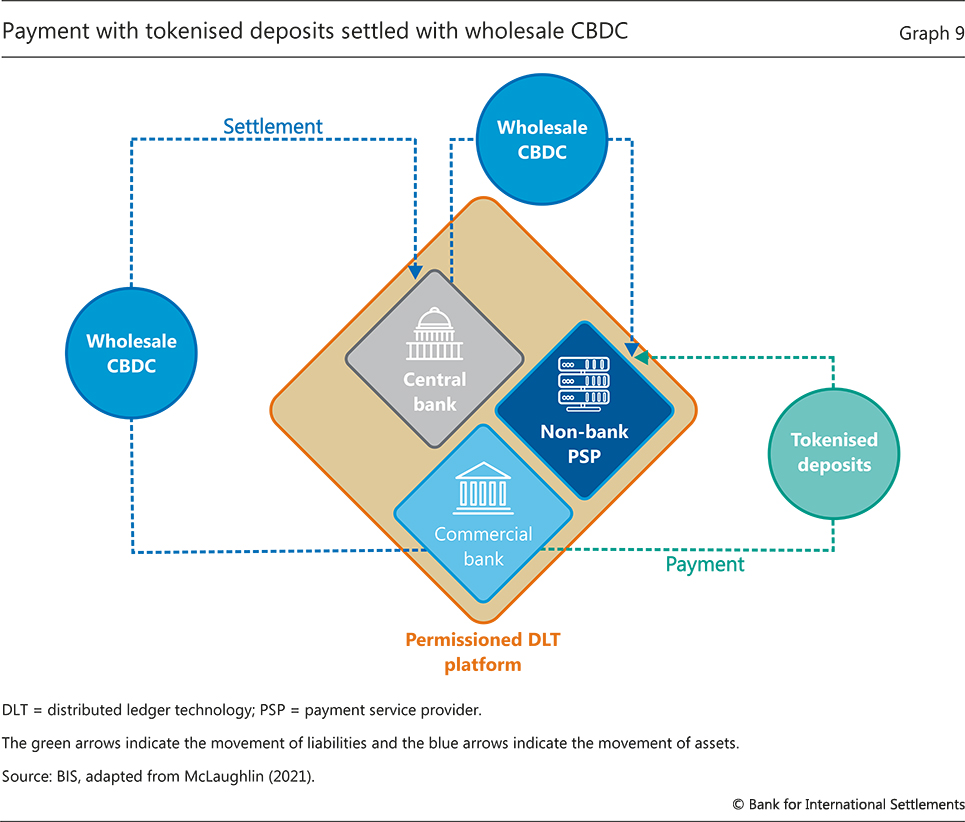 Payment with tokenised deposits settled with wholesale CBDC
Graph 9
Settlement
Wholesale
CBDC
Wholesale
CBDC
Central
bank
Non-bank
PSP
Tokenised
deposits
Commercial
bank
Payment
Permissioned DLT
platform
DLT = distributed ledger technology; PSP = payment service provider.
The green arrows indicate the movement of liabilities and the blue arrows indicate the movement of assets.
Source: BIS, adapted from McLaughlin (2021).
© Bank for International Settlements